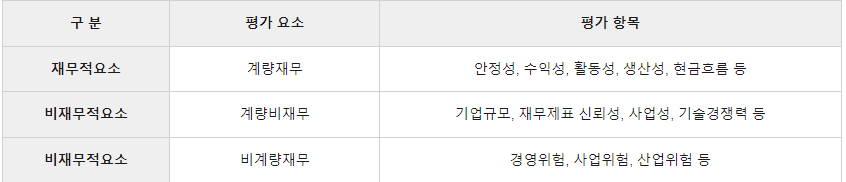 구 분 평가 요소 평가 항목
재무적요소 계량재무 안정성, 수익성, 활동성, 생산성, 현금흐름 등
비재무적요소 계량비재무 기업규모, 재무제표 신뢰성, 사업성, 기술경쟁력 등
비재무적요소 비계량재무 경영위험, 사업위험, 산업위험 등